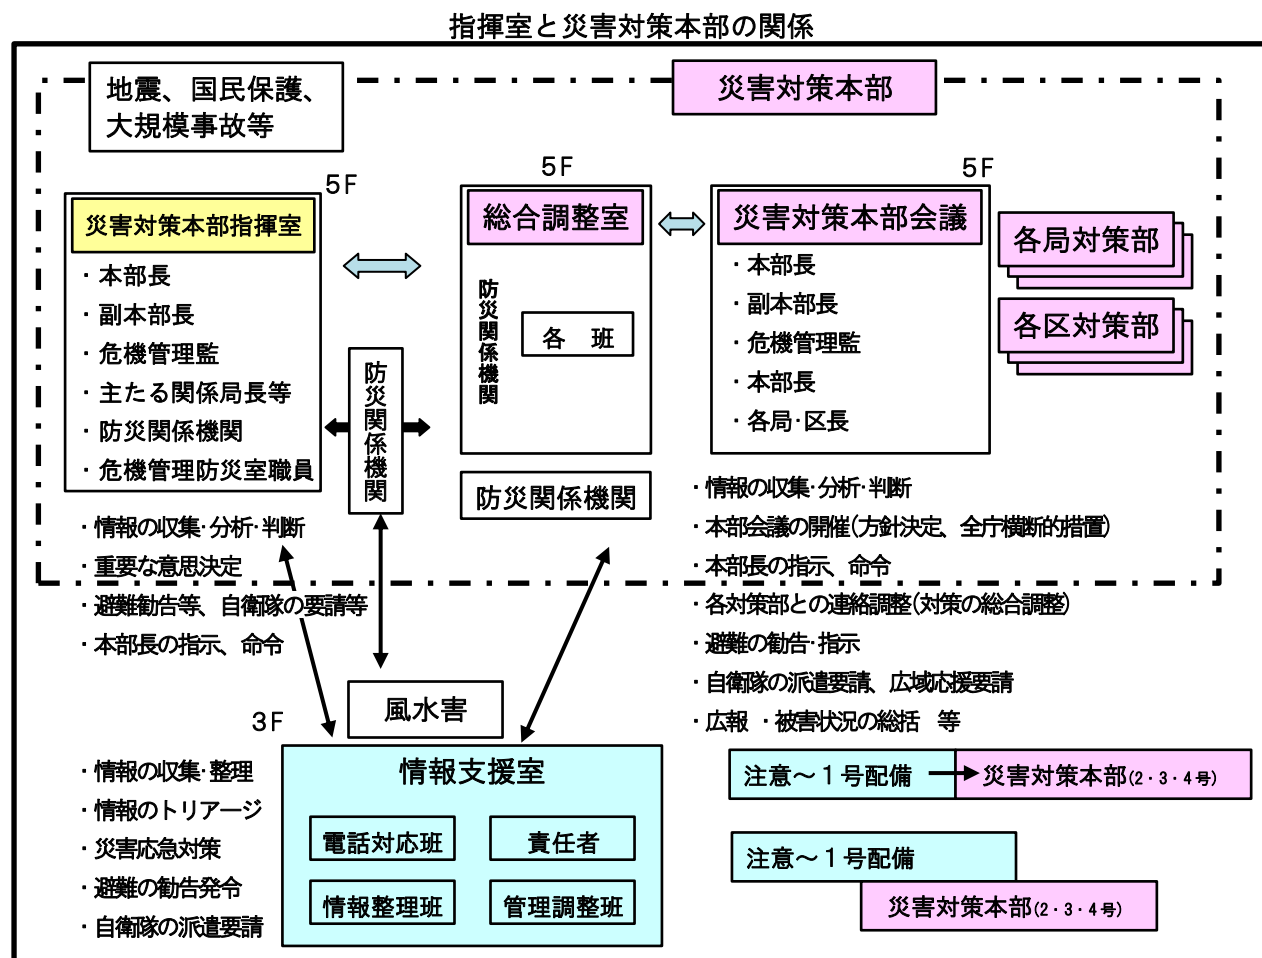 指揮室と災害対策本部の関係
地震、国民保護、
大規模事故等
災害対策本部
5F
災害対策本部指揮室
・本部長
・副本部長
・危機管理監
・主たる関係局長等
・防災関係機関
・危機管理防災室職員
・情報の収集・分析・判断
・重要な意思決定
・避難勧告等、自衛隊の要請等
・本部長の指示、命令
防災関係機関
5F
総合調整室
防災関係機関
各 班
防災関係機関
5F
災害対策本部会議
・本部長
・副本部長
・危機管理監
・本部長
・各局・区長
各局対策部
各区対策部
・情報の収集・分析・判断
・本部会議の開催(方針決定、全庁横断的措置)
・本部長の指示、命令
・各対策部との連絡調整(対策の総合調整)
・避難の勧告・指示
・自衛隊の派遣要請、広域応援要請
・広報 ・被害状況の総括 等
風水害
3F
情報支援室
電話対応班
責任者
情報整理班
管理調整班
・情報の収集・整理
・情報のトリアージ
・災害応急対策
・避難の勧告発令
・自衛隊の派遣要請
注意～１号配備
災害対策本部(2・3・4号)
注意～１号配備
災害対策本部(2・3・4号)